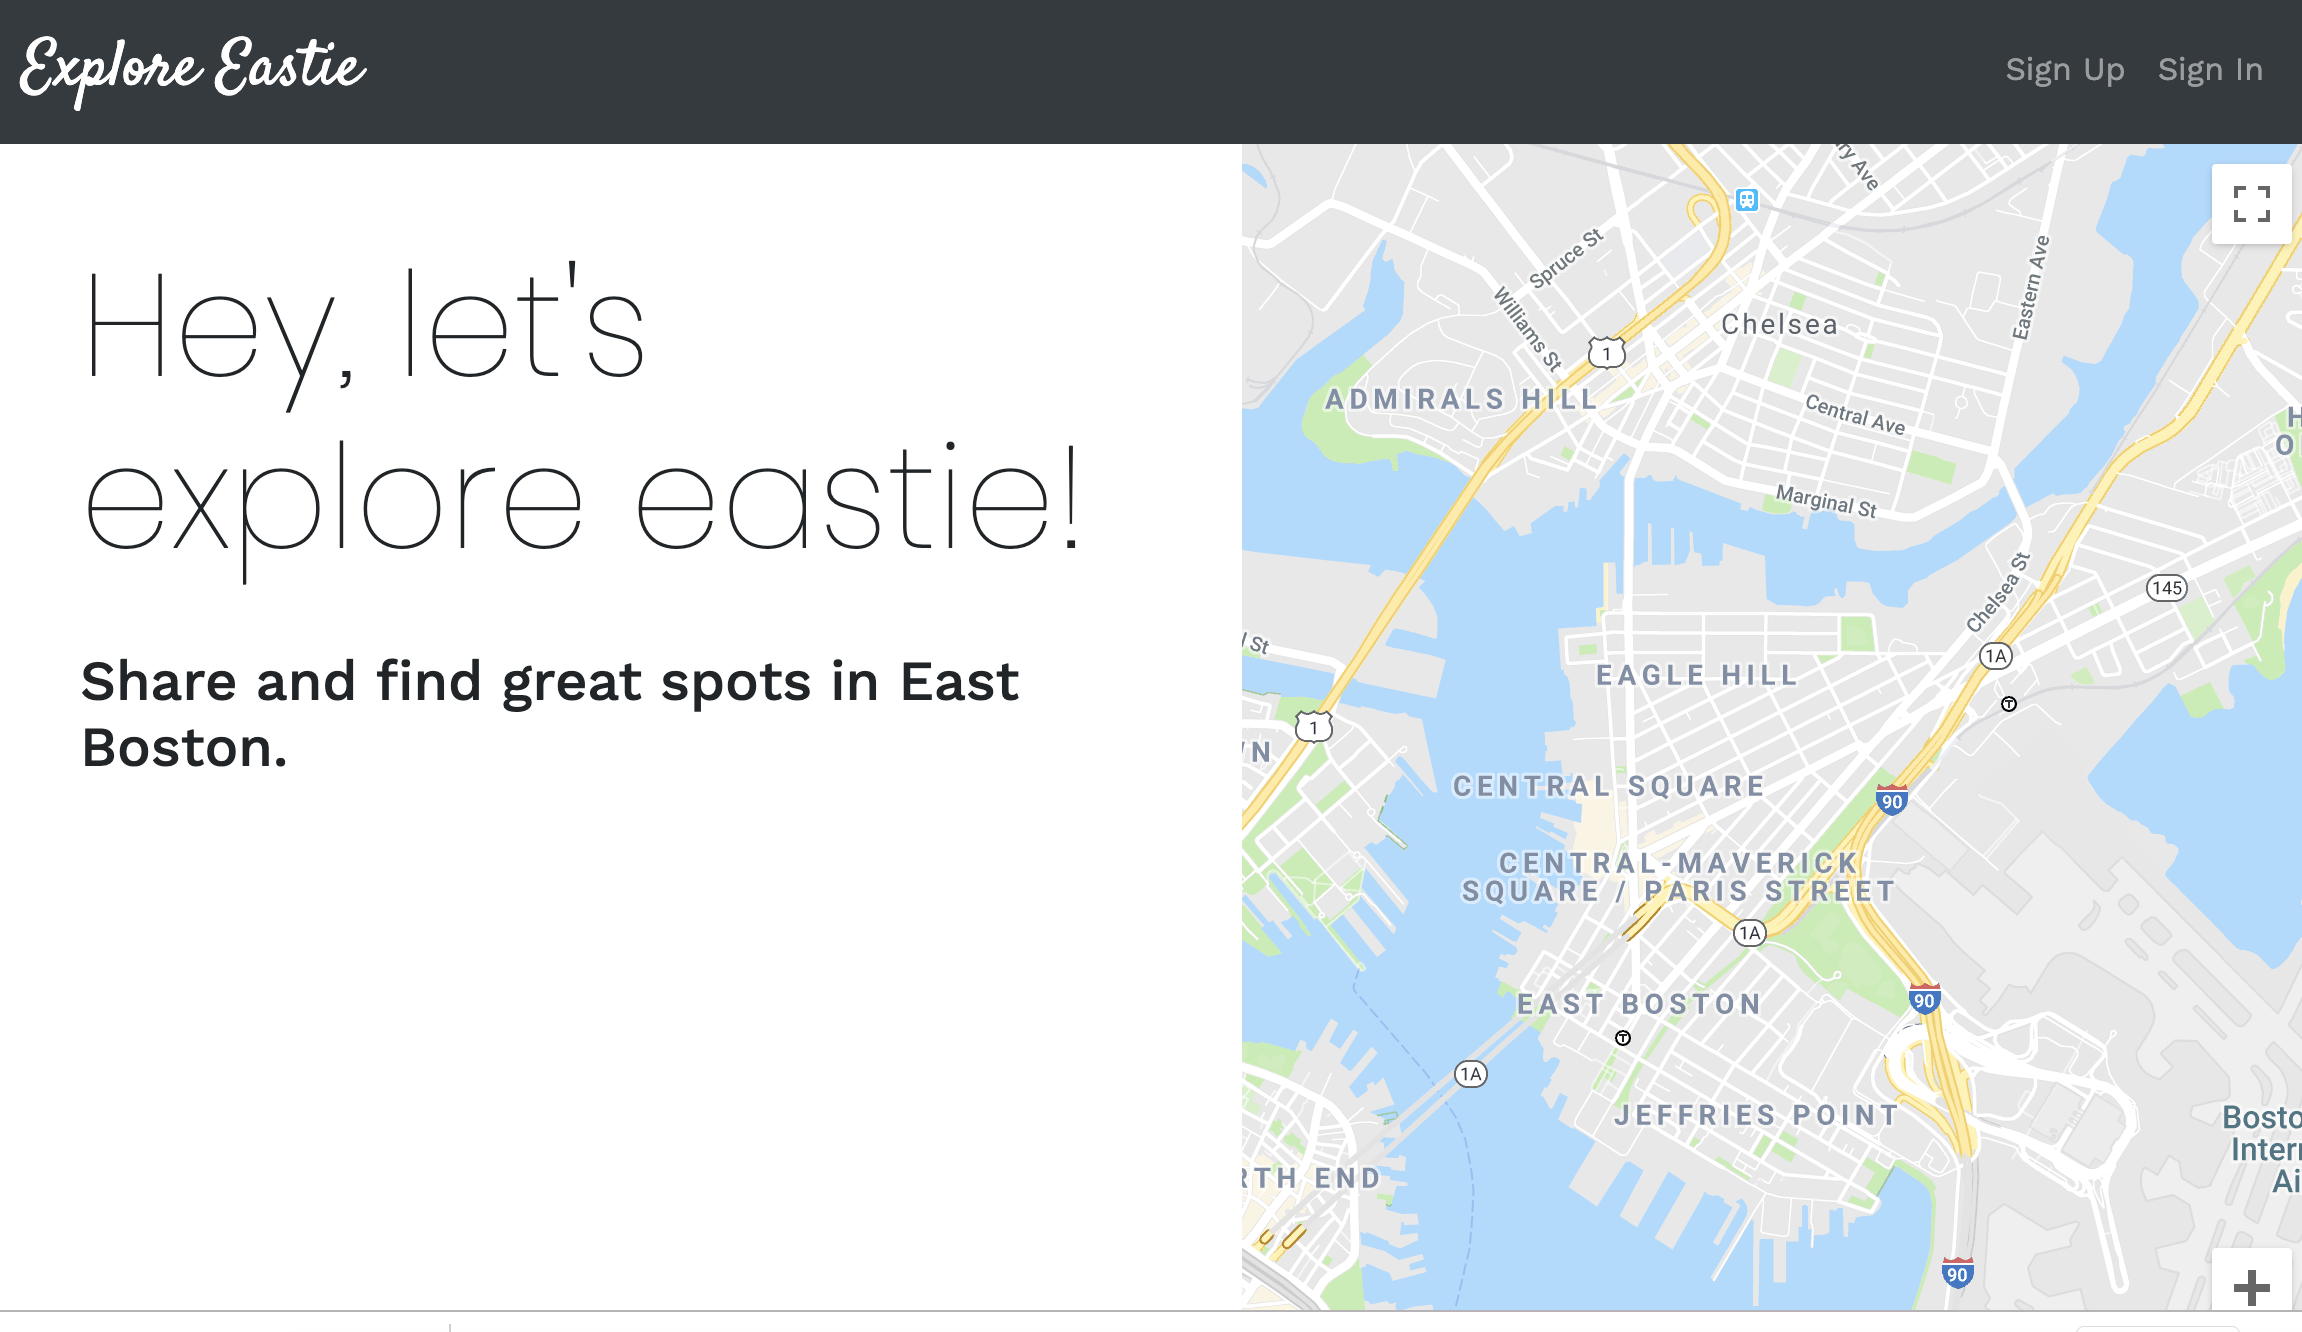 Explore Eastie
Sign Up Sign In
Hey, let's
explore eastie!
Share and find great spots in East
Boston.
ry Ave
Spruce St
Williams St
Eastern Ave
Chelsea
1
ADMIRALS HILL
Central Ave
H
O
Marginal St
Chelsea St
145
l St
1A
EAGLE HILL
T
1
N
CENTRAL SQUARE
90
CENTRAL-MAVERICK
SQUARE / PARIS STREET
1A
90
EAST BOSTON
T
1A
JEFFRIES POINT
Bosto
Intern
Ai
RTH END
90